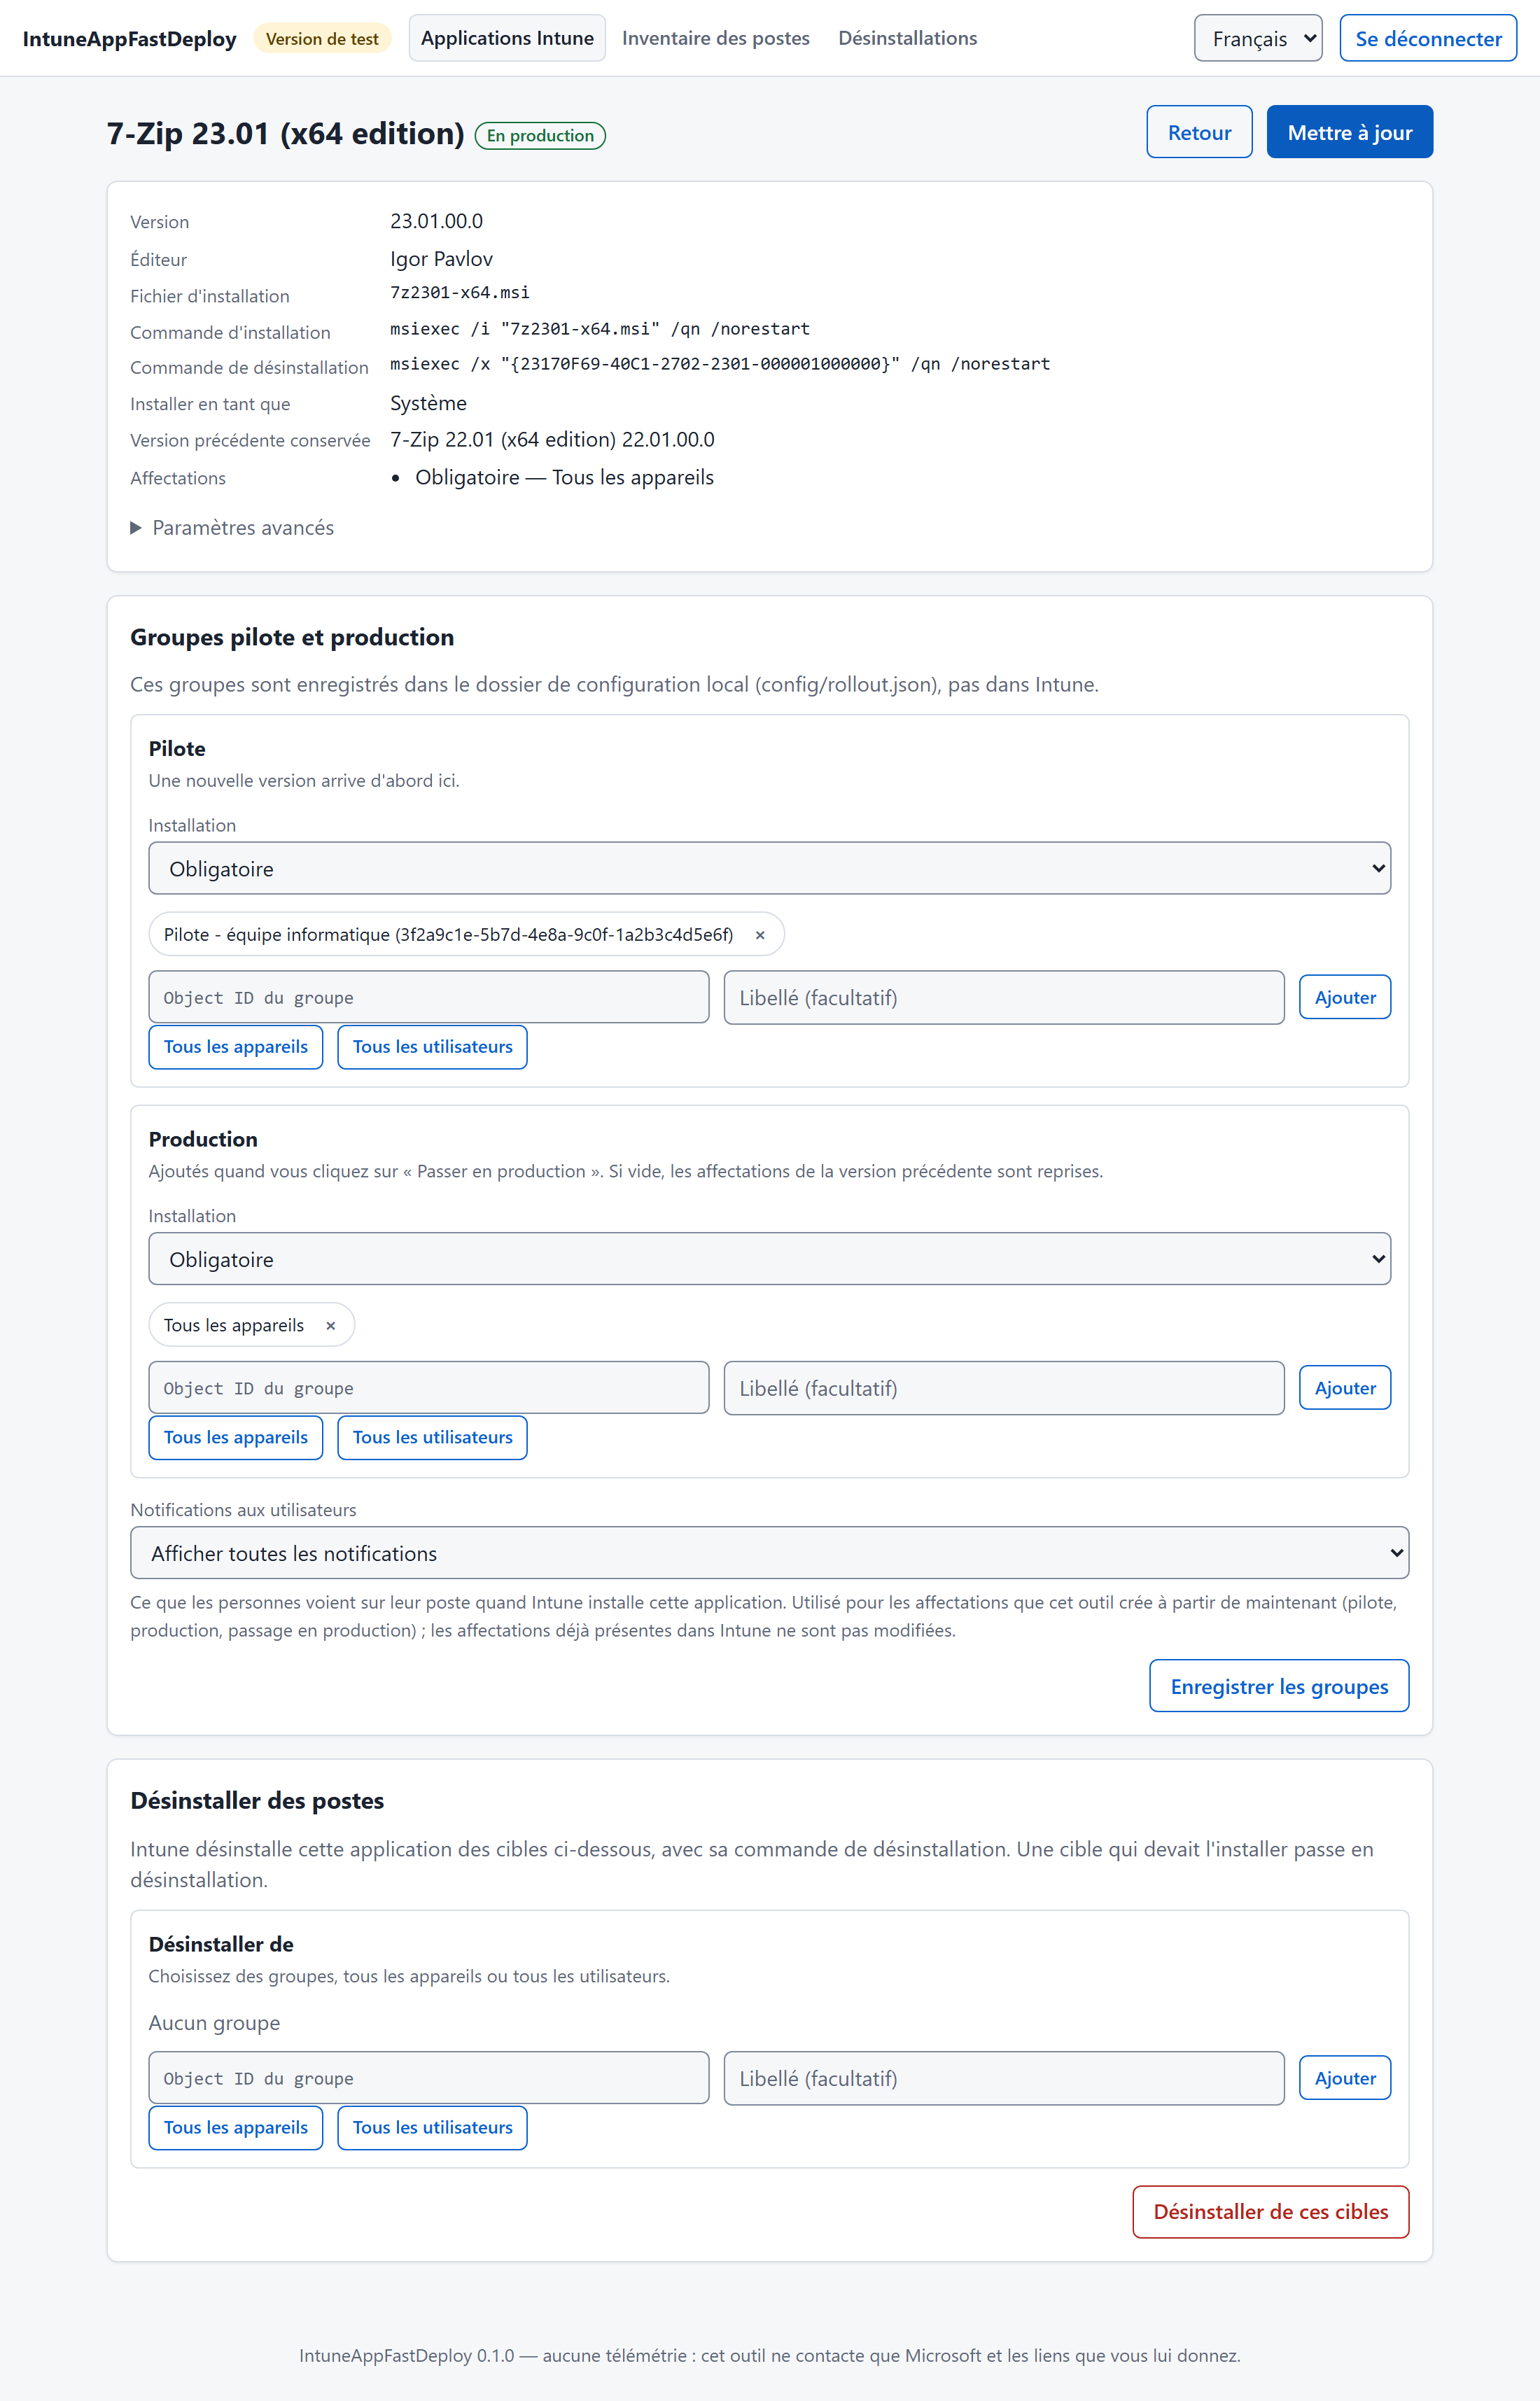 IntuneAppFastDeploy Version de test Applications Intune Inventaire des postes Désinstallations Français Se déconnecter
7-Zip 23.01 (x64 edition) En production Retour Mettre à jour
Version 23.01.00.0
Éditeur Igor Pavlov
Fichier d'installation 7z2301-x64.msi
Commande d'installation msiexec /i "7z2301-x64.msi" /qn /norestart
Commande de désinstallation msiexec /x "{23170F69-40C1-2702-2301-000001000000}" /qn /norestart
Installer en tant que Système
Version précédente conservée 7-Zip 22.01 (x64 edition) 22.01.00.0
Affectations • Obligatoire — Tous les appareils
▶ Paramètres avancés
Groupes pilote et production
Ces groupes sont enregistrés dans le dossier de configuration local (config/rollout.json), pas dans Intune.
Pilote
Une nouvelle version arrive d'abord ici.
Installation
Obligatoire
Pilote - équipe informatique (3f2a9c1e-5b7d-4e8a-9c0f-1a2b3c4d5e6f) ×
Object ID du groupe Libellé (facultatif) Ajouter
Tous les appareils Tous les utilisateurs
Production
Ajoutés quand vous cliquez sur « Passer en production ». Si vide, les affectations de la version précédente sont reprises.
Installation
Obligatoire
Tous les appareils ×
Object ID du groupe Libellé (facultatif) Ajouter
Tous les appareils Tous les utilisateurs
Notifications aux utilisateurs
Afficher toutes les notifications
Ce que les personnes voient sur leur poste quand Intune installe cette application. Utilisé pour les affectations que cet outil crée à partir de maintenant (pilote,
production, passage en production) ; les affectations déjà présentes dans Intune ne sont pas modifiées.
Enregistrer les groupes
Désinstaller des postes
Intune désinstalle cette application des cibles ci-dessous, avec sa commande de désinstallation. Une cible qui devait l'installer passe en
désinstallation.
Désinstaller de
Choisissez des groupes, tous les appareils ou tous les utilisateurs.
Aucun groupe
Object ID du groupe Libellé (facultatif) Ajouter
Tous les appareils Tous les utilisateurs
Désinstaller de ces cibles
IntuneAppFastDeploy 0.1.0 — aucune télémétrie : cet outil ne contacte que Microsoft et les liens que vous lui donnez.